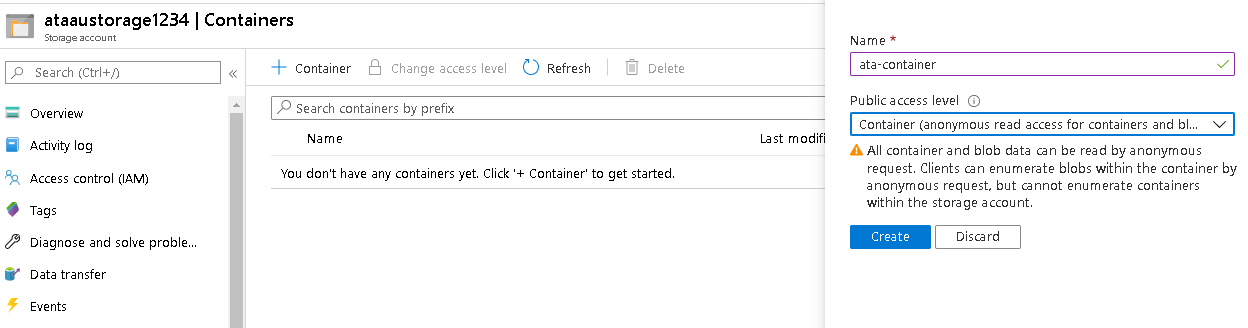 ataaustorage1234 | Containers
Storage account
Search (Ctrl+/)
«
Overview
Activity log
Access control (IAM)
Tags
Diagnose and solve proble...
Data transfer
Events
+ Container
Change access level
Refresh
Delete
Search containers by prefix
Name
Last modifi
You don't have any containers yet. Click '+ Container' to get started.
Name *
ata-container
Public access level
Container (anonymous read access for containers and bl...
All container and blob data can be read by anonymous
request. Clients can enumerate blobs within the container by
anonymous request, but cannot enumerate containers
within the storage account.
Create
Discard